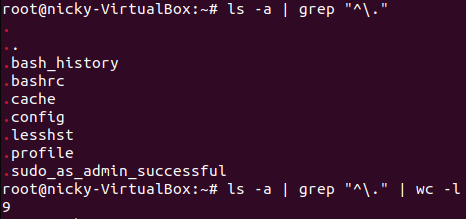 root@nicky-VirtualBox:~# ls -a | grep "^\."
.
..
.bash_history
.bashrc
.cache
.config
.lesshst
.profile
.sudo_as_admin_successful
root@nicky-VirtualBox:~# ls -a | grep "^\." | wc -l
9